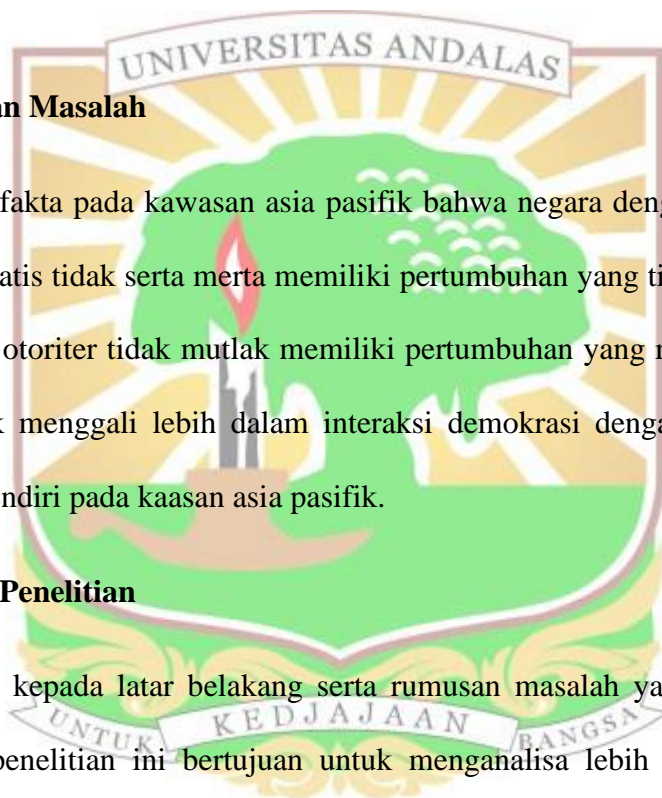 UNIVERSITAS ANDALAS
an Masalah
fakta pada kawasan asia pasifik bahwa negara deng
atis tidak serta merta memiliki pertumbuhan yang ti
otoriter tidak mutlak memiliki pertumbuhan yang
menggali lebih dalam interaksi demokrasi denga
endiri pada kaasan asia pasifik.
Penelitian
kepada latar belakang serta rumusan masalah ya
UNTUK KEDJAJAAN BANGSA
penelitian ini bertujuan untuk menganalisa lebih